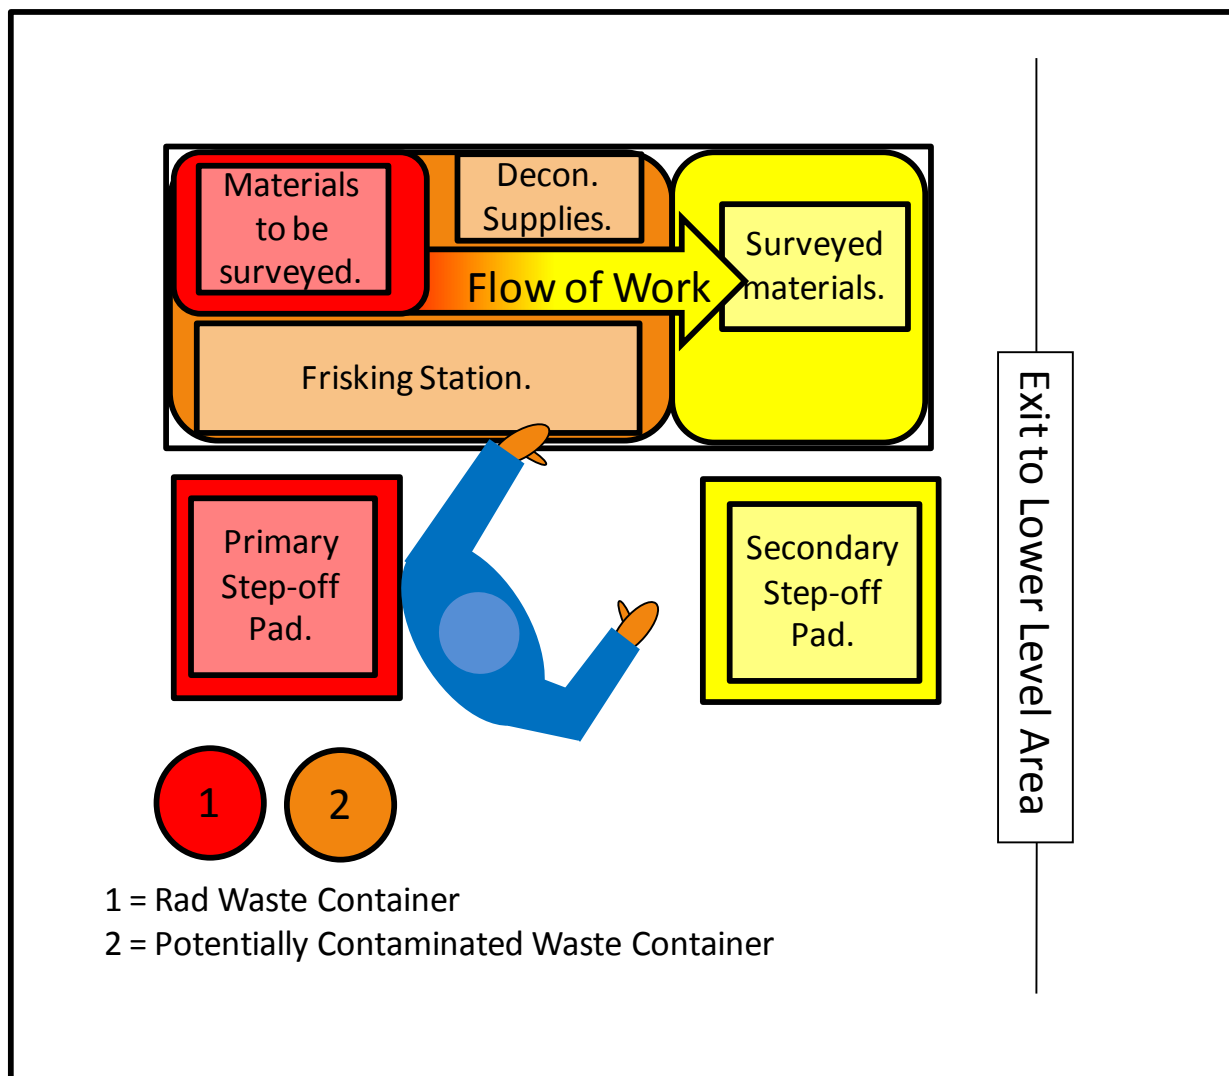 Materials
to be
surveyed.
Decon.
Supplies.
Flow of Work
Surveyed
materials.
Frisking Station.
Primary
Step-off
Pad.
Secondary
Step-off
Pad.
Exit to Lower Level Area
1
2
1 = Rad Waste Container
2 = Potentially Contaminated Waste Container